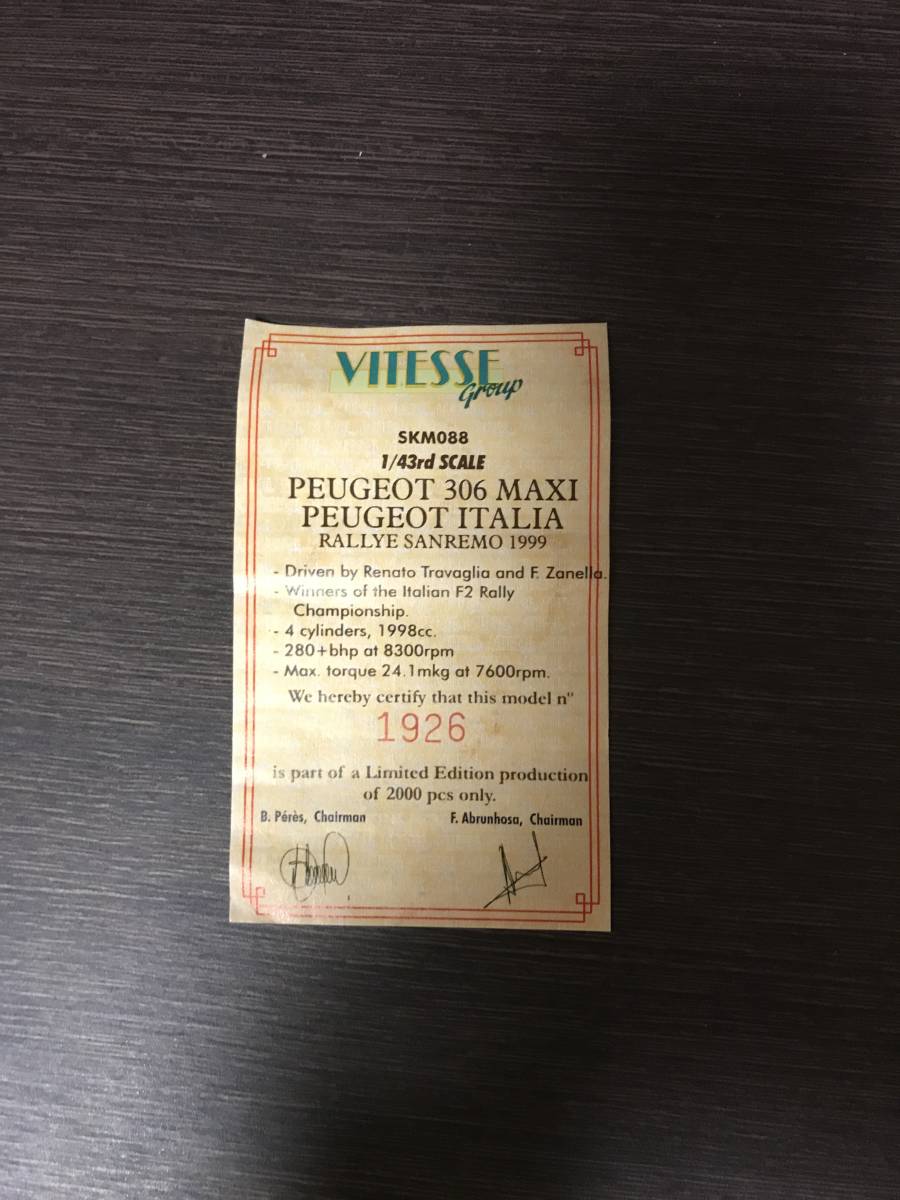 VITESSE
Group
SKM088
1/43rd SCALE
PEUGEOT 306 MAXI
PEUGEOT ITALIA
RALLYE SANREMO 1999
- Driven by Renato Travaglia and F. Zanella.
- Winners of the Italian F2 Rally
Championship.
- 4 cylinders, 1998cc.
- 280+bhp at 8300rpm
- Max. torque 24.1mkg at 7600rpm.
We hereby certify that this model n"
1926
is part of a Limited Edition production
of 2000 pcs only.
B. Pérès, Chairman F. Abrunhosa, Chairman